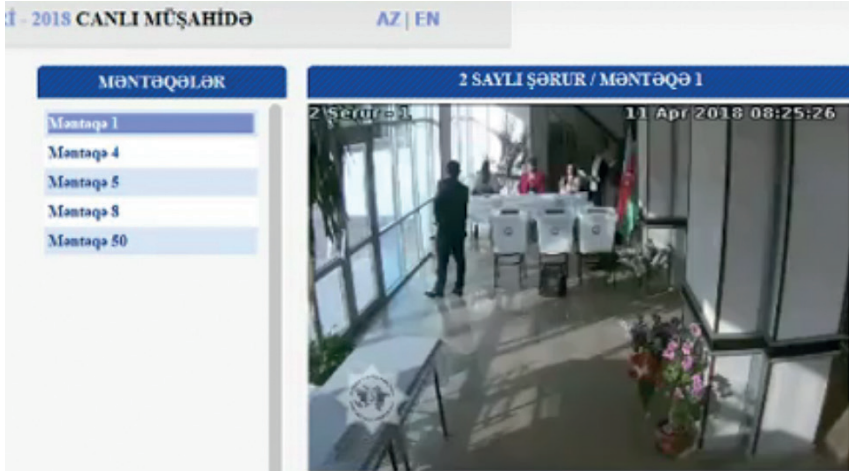 İ - 2018 CANLI MÜŞAHİDƏ
AZ | EN
MƏNTƏQƏLƏR
Məntəqə 1
Məntəqə 4
Məntəqə 5
Məntəqə 8
Məntəqə 50
2 SAYLI ŞƏRUR / MƏNTƏQƏ 1
2 Serur - 1
11 Apr 2018 08:25:26